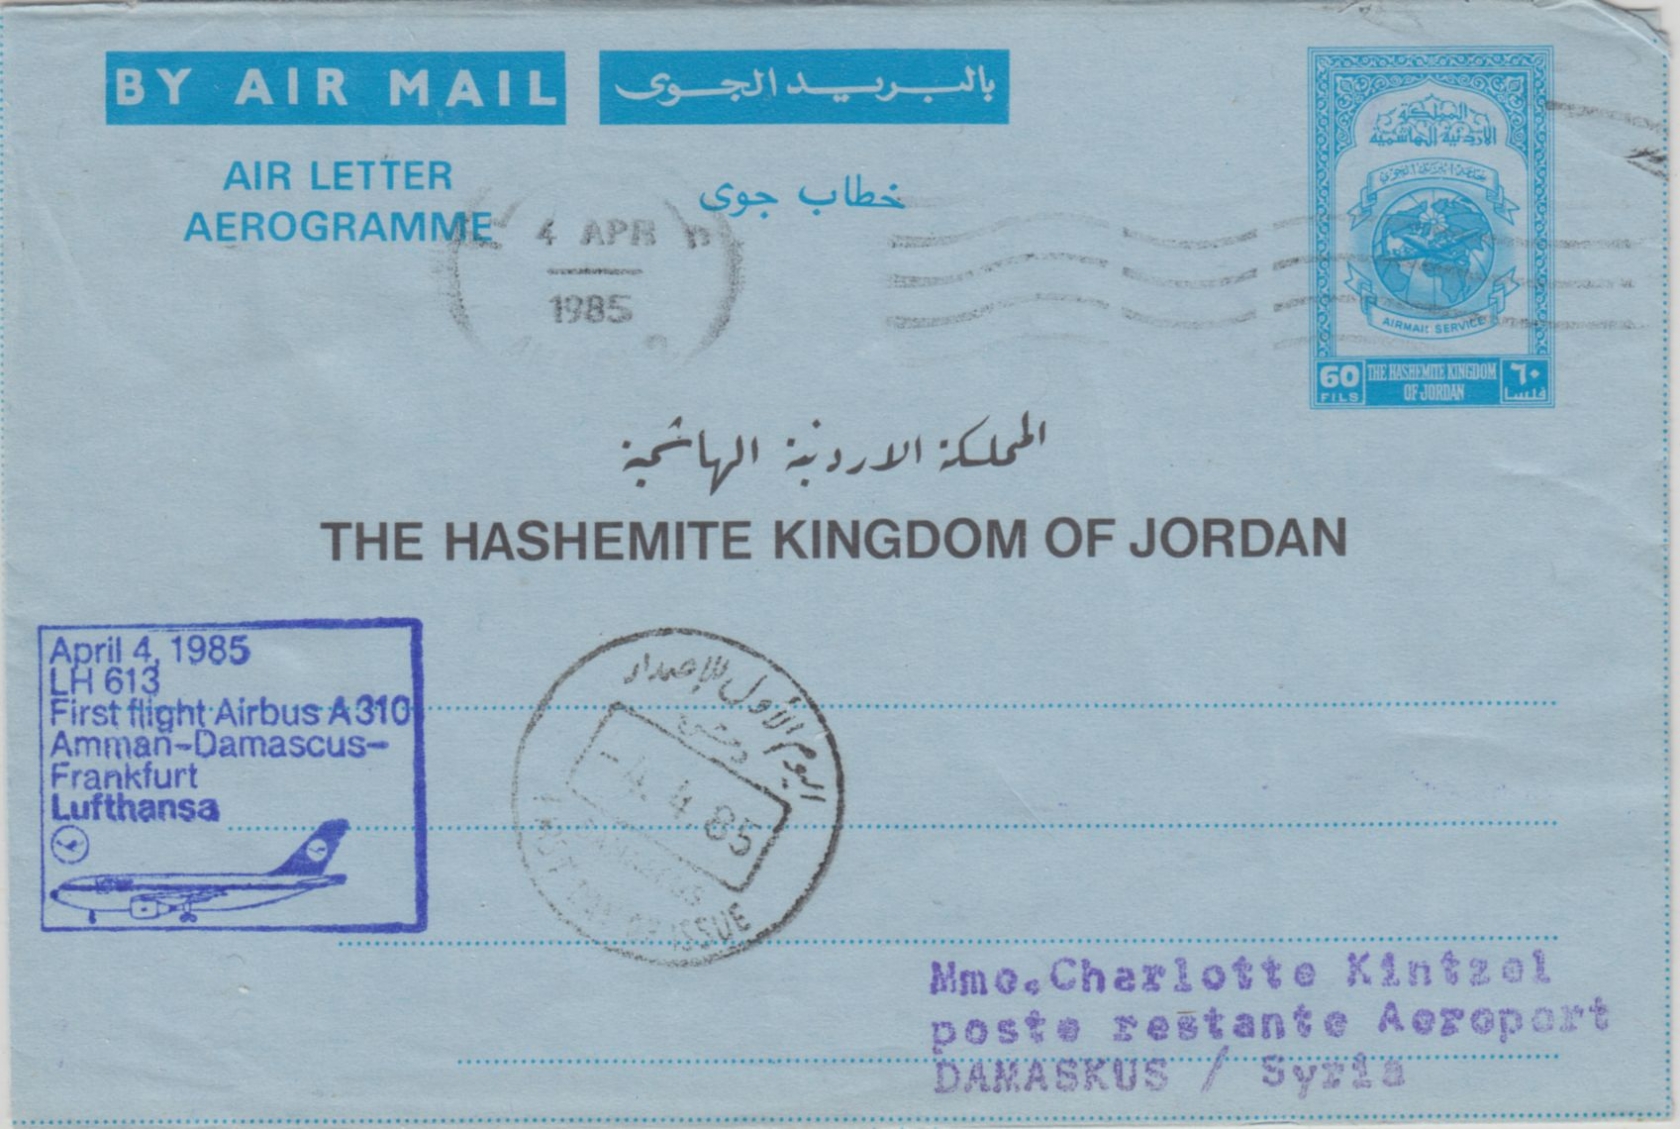 BY AIR MAIL
بالبريد الجوى
AIR LETTER
AEROGRAMME
خطاب جوى
4 APR
1985
المملكة
الاردنية الهاشمية
AIRMAIL SERVICE
60
FILS
THE HASHEMITE KINGDOM
OF JORDAN
٦٠
فلسا
المملكة الاردنية الهاشمية
THE HASHEMITE KINGDOM OF JORDAN
April 4, 1985
LH 613
First flight Airbus A310
Amman-Damascus-
Frankfurt
Lufthansa
اليوم الأول للإصدار
دمشق
-4. 4. 85
DAMASCUS
FIRST DAY OF ISSUE
Mme.Charlotte Kintzel
poste restante Aeroport
DAMASKUS / Syria